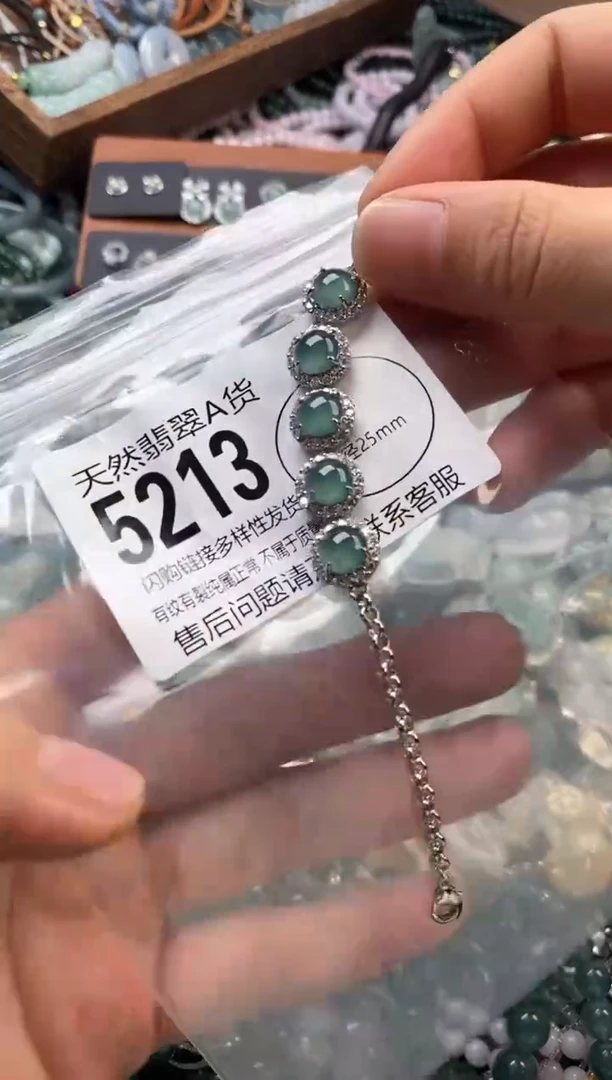 天然翡翠A货
5213
25mm
闪购链接多样性发货
有纹有裂纯属正常 不属于质
售后问题请 联系客服